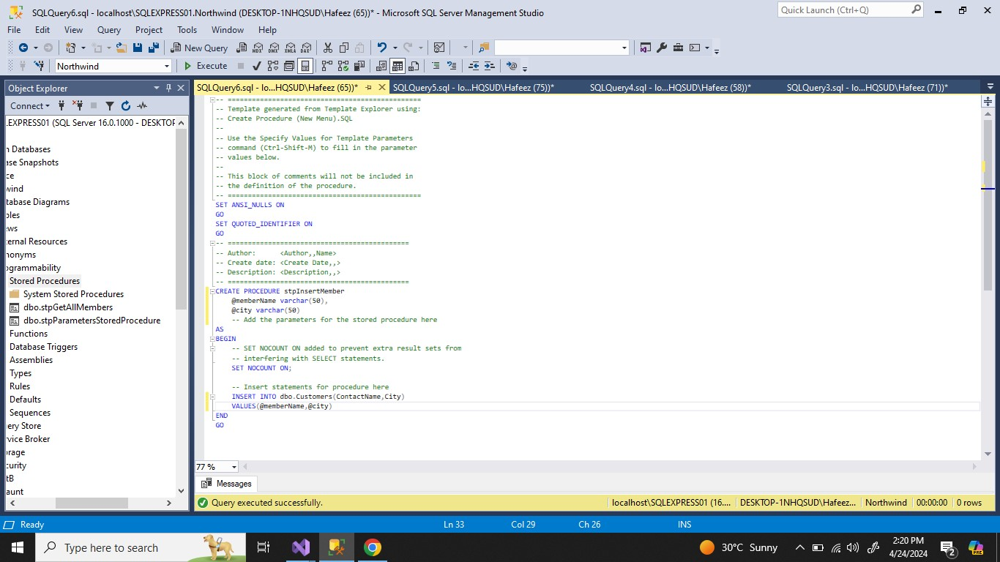 SQLQuery6.sql - localhost\SQLEXPRESS01.Northwind (DESKTOP-1NHQSUD\Hafeez (65))* - Microsoft SQL Server Management Studio
Quick Launch (Ctrl+Q)
File Edit View Query Project Tools Window Help
New Query MDX DMX XMLA DAX
Northwind Execute
Object Explorer
Connect
.EXPRESS01 (SQL Server 16.0.1000 - DESKTOP
Databases
ase Snapshots
ce
wind
tabase Diagrams
bles
ews
ternal Resources
nonyms
ogrammability
Stored Procedures
System Stored Procedures
dbo.stpGetAllMembers
dbo.stpParametersStoredProcedure
Functions
Database Triggers
Assemblies
Types
Rules
Defaults
Sequences
ery Store
rvice Broker
orage
curity
tB
aunt
SQLQuery6.sql - lo...HQSUD\Hafeez (65))* SQLQuery5.sql - lo...HQSUD\Hafeez (75))* SQLQuery4.sql - lo...HQSUD\Hafeez (58))* SQLQuery3.sql - lo...HQSUD\Hafeez (71))*
-- ================================================
-- Template generated from Template Explorer using:
-- Create Procedure (New Menu).SQL
--
-- Use the Specify Values for Template Parameters
-- command (Ctrl-Shift-M) to fill in the parameter
-- values below.
--
-- This block of comments will not be included in
-- the definition of the procedure.
-- ================================================
SET ANSI_NULLS ON
GO
SET QUOTED_IDENTIFIER ON
GO
-- =============================================
-- Author:      <Author,,Name>
-- Create date: <Create Date,,>
-- Description: <Description,,>
-- =============================================
CREATE PROCEDURE stpInsertMember
@memberName varchar(50),
@city varchar(50)
-- Add the parameters for the stored procedure here
AS
BEGIN
-- SET NOCOUNT ON added to prevent extra result sets from
-- interfering with SELECT statements.
SET NOCOUNT ON;
-- Insert statements for procedure here
INSERT INTO dbo.Customers(ContactName,City)
VALUES(@memberName,@city)
END
GO
77 %
Messages
Query executed successfully. localhost\SQLEXPRESS01 (16.... DESKTOP-1NHQSUD\Hafeez... Northwind 00:00:00 0 rows
Ready Ln 33 Col 29 Ch 26 INS
Type here to search 30°C Sunny 2:20 PM
4/24/2024 2 PRE